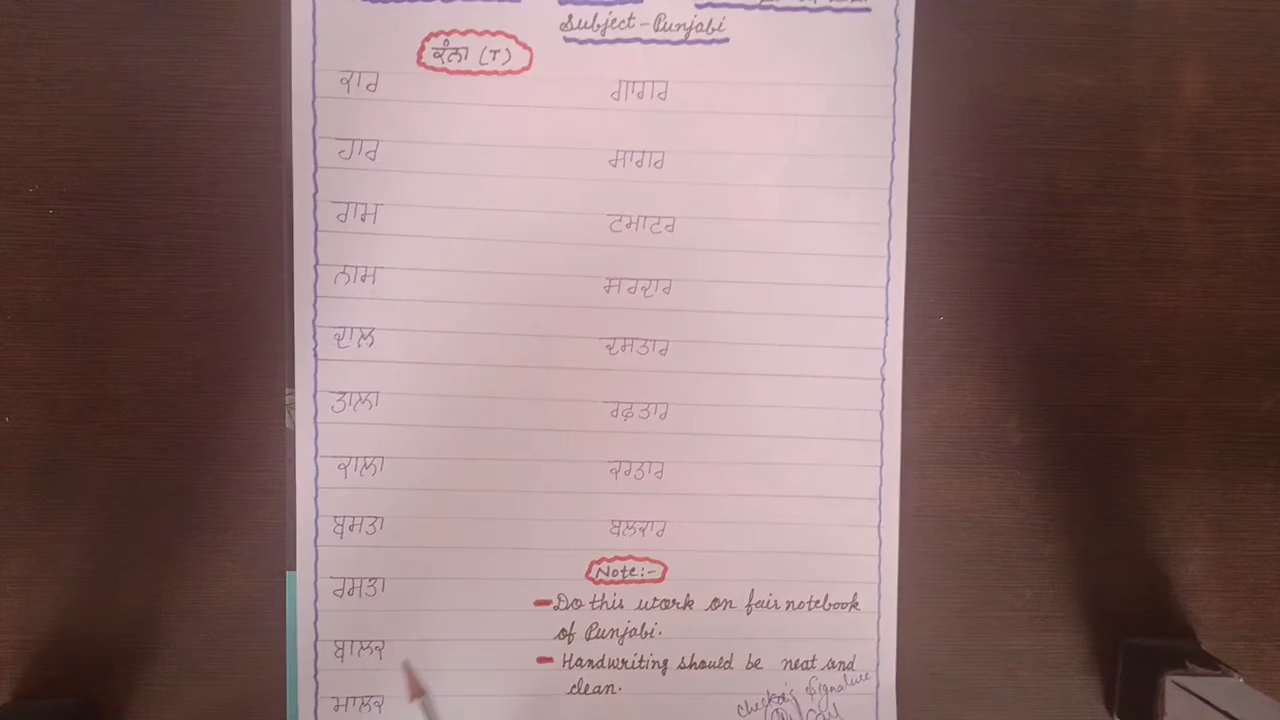 Subject - Punjabi
ਕੰਨਾ (ਾ)
ਕਾਰ
ਹਾਰ
ਰਾਮ
ਨਾਮ
ਦਾਲ
ਤਾਲਾ
ਕਾਲਾ
ਬਸਤਾ
ਰਸਤਾ
ਬਾਲਕ
ਮਾਲਕ
ਗਾਗਰ
ਸਾਗਰ
ਟਮਾਟਰ
ਸਰਦਾਰ
ਦਸਤਾਰ
ਰਫ਼ਤਾਰ
ਕਰਤਾਰ
ਬਲਕਾਰ
Note:-
- Do this work on fair notebook
of Punjabi.
- Handwriting should be neat and
clean.
Checker's Signature